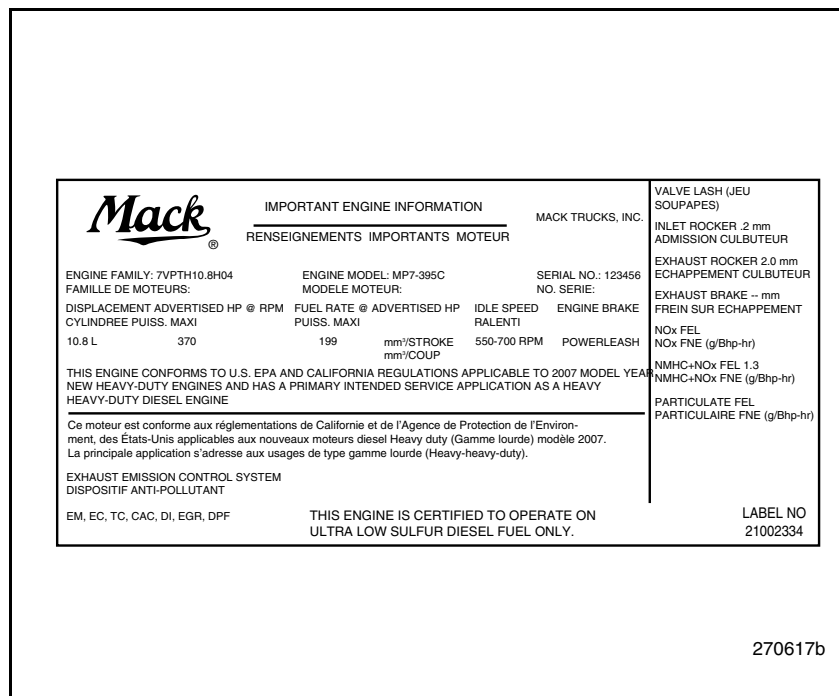 Mack®
IMPORTANT ENGINE INFORMATION
RENSEIGNEMENTS IMPORTANTS MOTEUR
MACK TRUCKS, INC.
ENGINE FAMILY: 7VPTH10.8H04 ENGINE MODEL: MP7-395C SERIAL NO.: 123456
FAMILLE DE MOTEURS: MODELE MOTEUR: NO. SERIE:
DISPLACEMENT ADVERTISED HP @ RPM FUEL RATE @ ADVERTISED HP IDLE SPEED ENGINE BRAKE
CYLINDREE PUISS. MAXI PUISS. MAXI RALENTI
10.8 L 370 199 mm³/STROKE 550-700 RPM POWERLEASH
mm³/COUP
THIS ENGINE CONFORMS TO U.S. EPA AND CALIFORNIA REGULATIONS APPLICABLE TO 2007 MODEL YEAR
NEW HEAVY-DUTY ENGINES AND HAS A PRIMARY INTENDED SERVICE APPLICATION AS A HEAVY
HEAVY-DUTY DIESEL ENGINE
Ce moteur est conforme aux réglementations de Californie et de l'Agence de Protection de l'Environ-
ment, des États-Unis applicables aux nouveaux moteurs diesel Heavy duty (Gamme lourde) modèle 2007.
La principale application s'adresse aux usages de type gamme lourde (Heavy-heavy-duty).
EXHAUST EMISSION CONTROL SYSTEM
DISPOSITIF ANTI-POLLUTANT
EM, EC, TC, CAC, DI, EGR, DPF
THIS ENGINE IS CERTIFIED TO OPERATE ON
ULTRA LOW SULFUR DIESEL FUEL ONLY.
VALVE LASH (JEU
SOUPAPES)
INLET ROCKER .2 mm
ADMISSION CULBUTEUR
EXHAUST ROCKER 2.0 mm
ECHAPPEMENT CULBUTEUR
EXHAUST BRAKE -- mm
FREIN SUR ECHAPPEMENT
NOx FEL
NOx FNE (g/Bhp-hr)
NMHC+NOx FEL 1.3
NMHC+NOx FNE (g/Bhp-hr)
PARTICULATE FEL
PARTICULAIRE FNE (g/Bhp-hr)
LABEL NO
21002334
270617b